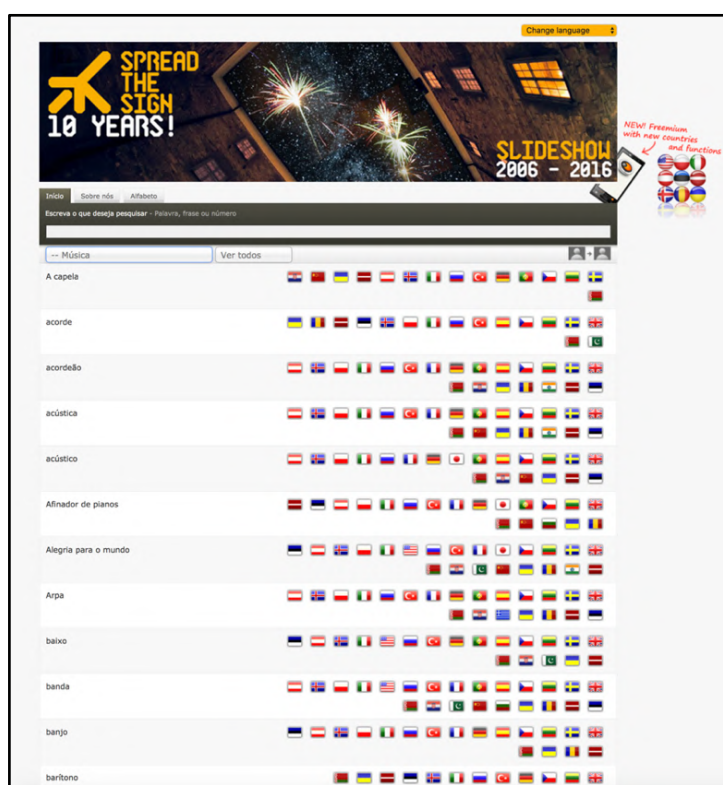 Change language
SPREAD
THE
SIGN
10 YEARS!
SLIDESHOW
2006 - 2016
NEW! Freemium
with new countries
and functions
Início Sobre nós Alfabeto
Escreva o que deseja pesquisar - Palavra, frase ou número
-- Música Ver todos
A capela
acorde
acordeão
acústica
acústico
Afinador de pianos
Alegria para o mundo
Arpa
baixo
banda
banjo
barítono